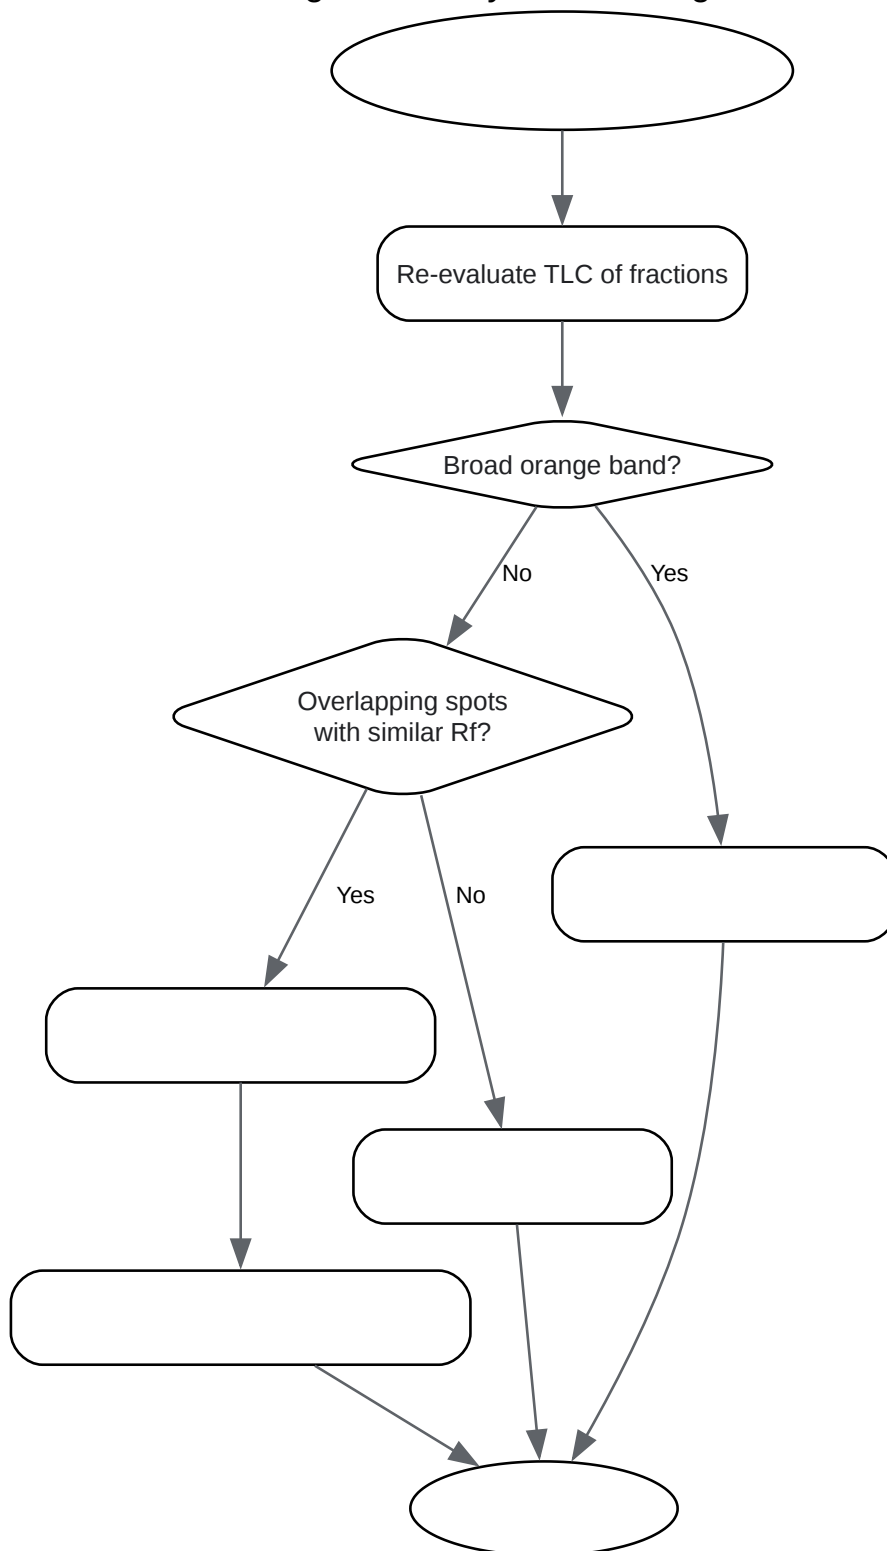 Re-evaluate TLC of fractions
Broad orange band?
No
Yes
Overlapping spots
with similar Rf?
Yes
No